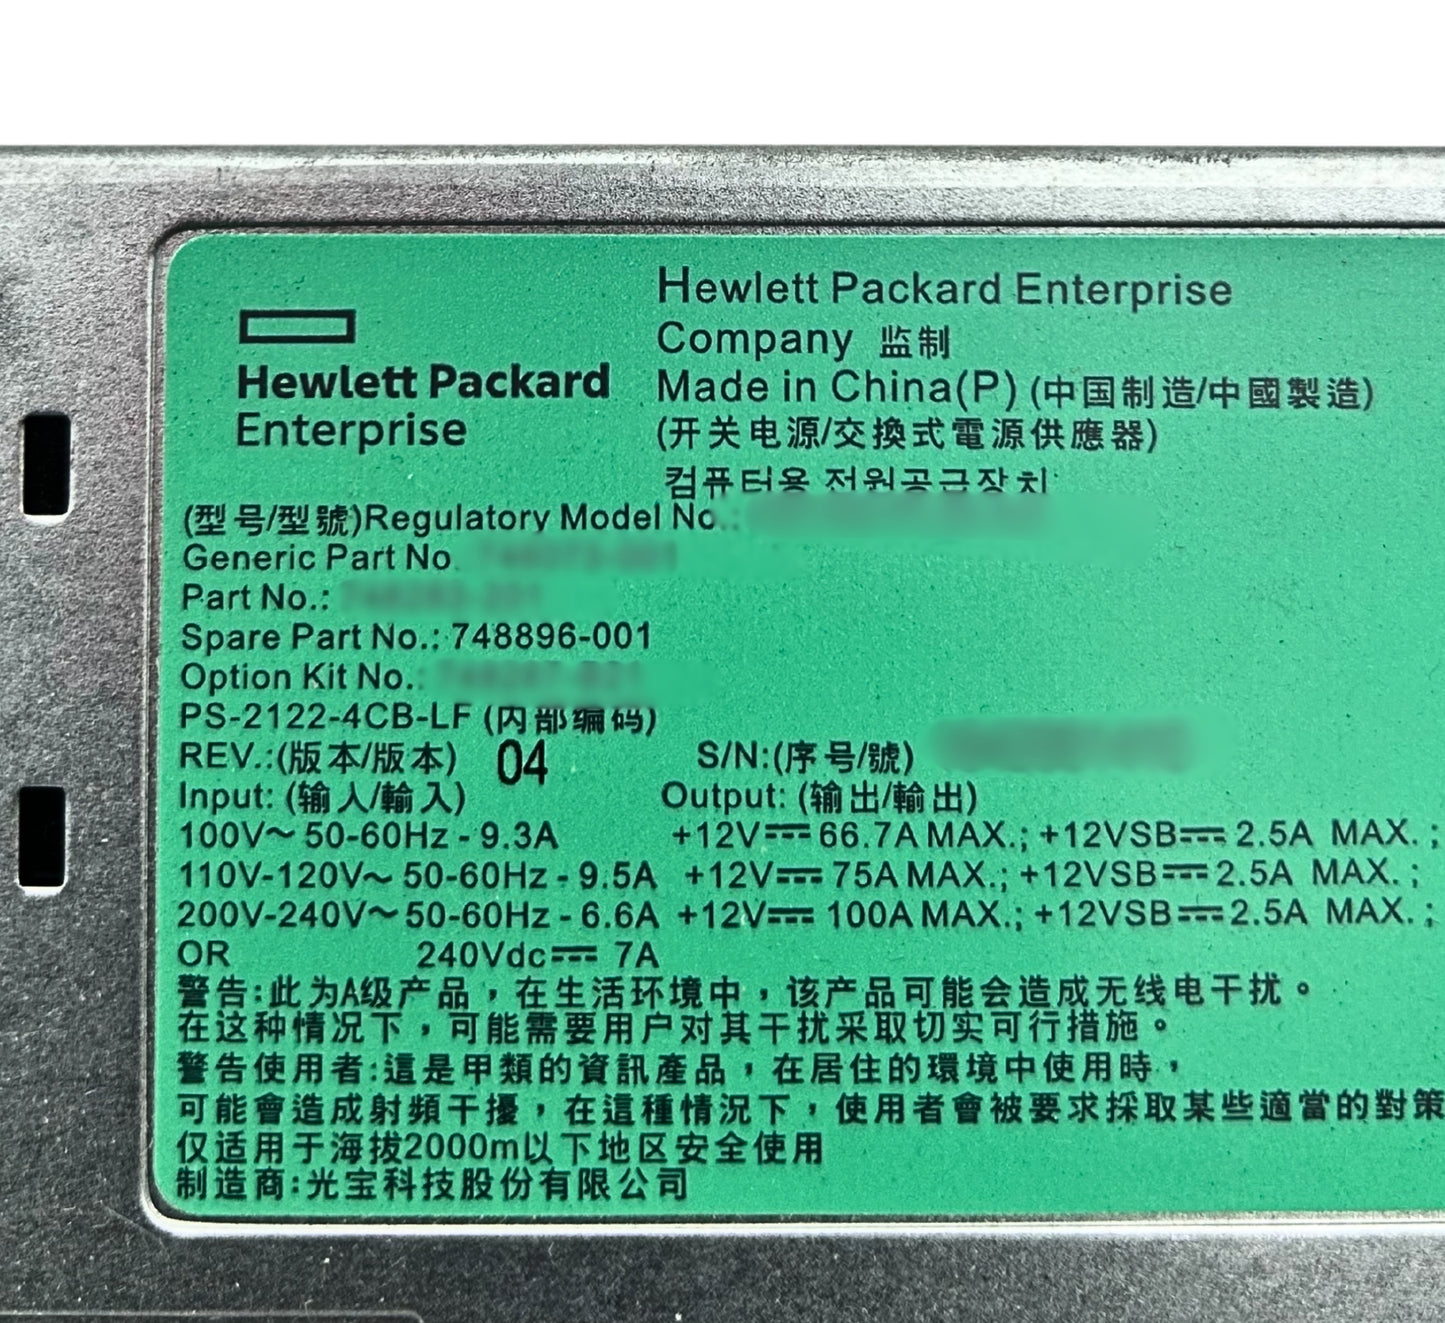 Hewlett Packard
Enterprise
Hewlett Packard Enterprise
Company 监制
Made in China(P) (中国制造/中國製造)
(开关电源/交換式電源供應器)
컴퓨터용 전원공급장치
(型号/型號)Regulatory Model No.:
Generic Part No
Part No.:
Spare Part No.: 748896-001
Option Kit No.:
PS-2122-4CB-LF (内部编码)
REV.:(版本/版本) 04 S/N:(序号/號)
Input: (输入/輸入) Output: (输出/輸出)
100V～ 50-60Hz - 9.3A +12V⎓ 66.7A MAX.; +12VSB⎓ 2.5A MAX. ;
110V-120V～ 50-60Hz - 9.5A +12V⎓ 75A MAX.; +12VSB⎓ 2.5A MAX. ;
200V-240V～ 50-60Hz - 6.6A +12V⎓ 100A MAX.; +12VSB⎓ 2.5A MAX. ;
OR 240Vdc⎓ 7A
警告:此为A级产品，在生活环境中，该产品可能会造成无线电干扰。
在这种情况下，可能需要用户对其干扰采取切实可行措施。
警告使用者:這是甲類的資訊產品，在居住的環境中使用時，
可能會造成射頻干擾，在這種情況下，使用者會被要求採取某些適當的對策
仅适用于海拔2000m以下地区安全使用
制造商:光宝科技股份有限公司